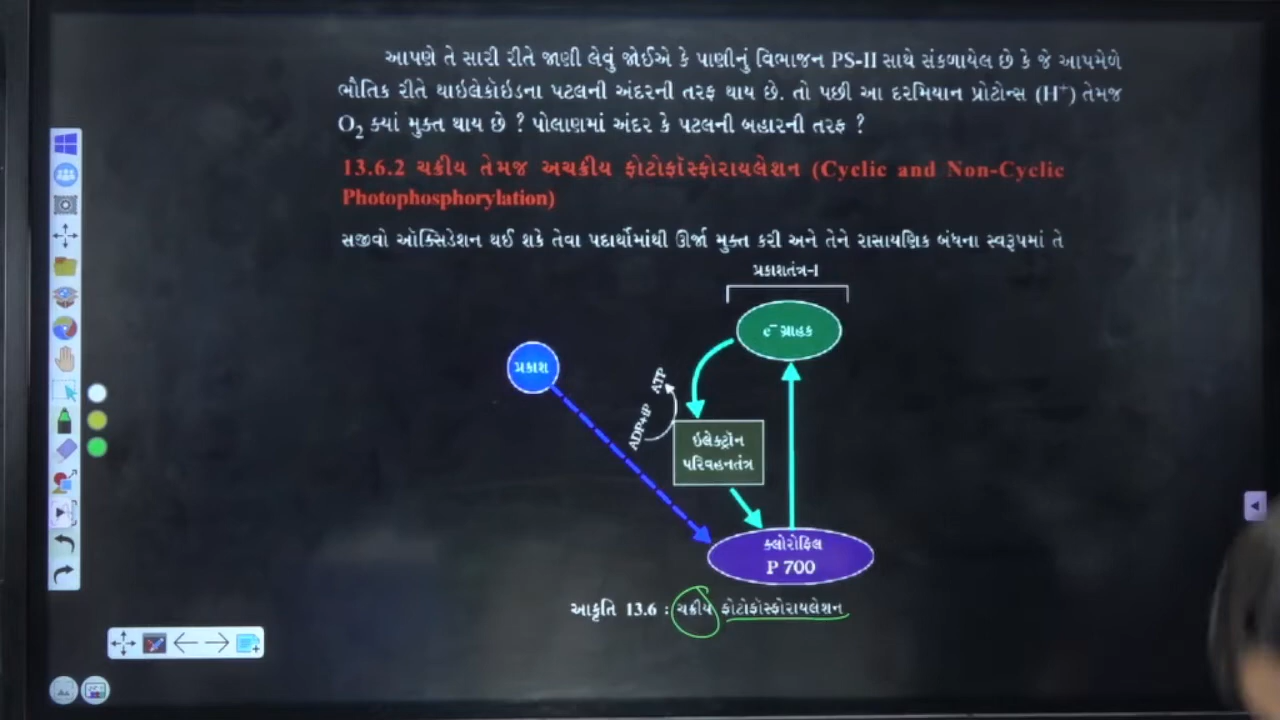 આપણે તે સારી રીતે જાણી લેવું જોઈએ કે પાણીનું વિભાજન PS-II સાથે સંકળાયેલ છે કે જે આપમેળે
ભૌતિક રીતે થાઇલેકૉઇડના પટલની અંદરની તરફ થાય છે. તો પછી આ દરમિયાન પ્રોટોન્સ (H⁺) તેમજ
O₂ ક્યાં મુક્ત થાય છે ? પોલાણમાં અંદર કે પટલની બહારની તરફ ?
13.6.2 ચક્રીય તેમજ અચક્રીય ફોટોફૉસ્ફોરાયલેશન (Cyclic and Non-Cyclic
Photophosphorylation)
સજીવો ઑક્સિડેશન થઈ શકે તેવા પદાર્થોમાંથી ઊર્જા મુક્ત કરી અને તેને રાસાયણિક બંધના સ્વરૂપમાં તે
પ્રકાશતંત્ર-I
e⁻ ગ્રાહક
પ્રકાશ
ADP+iP
ATP
ઇલેક્ટ્રૉન
પરિવહનતંત્ર
ક્લોરોફિલ
P 700
આકૃતિ 13.6 : ચક્રીય ફોટોફૉસ્ફોરાયલેશન